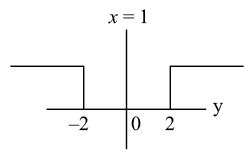 x = 1
–2 0 2 y